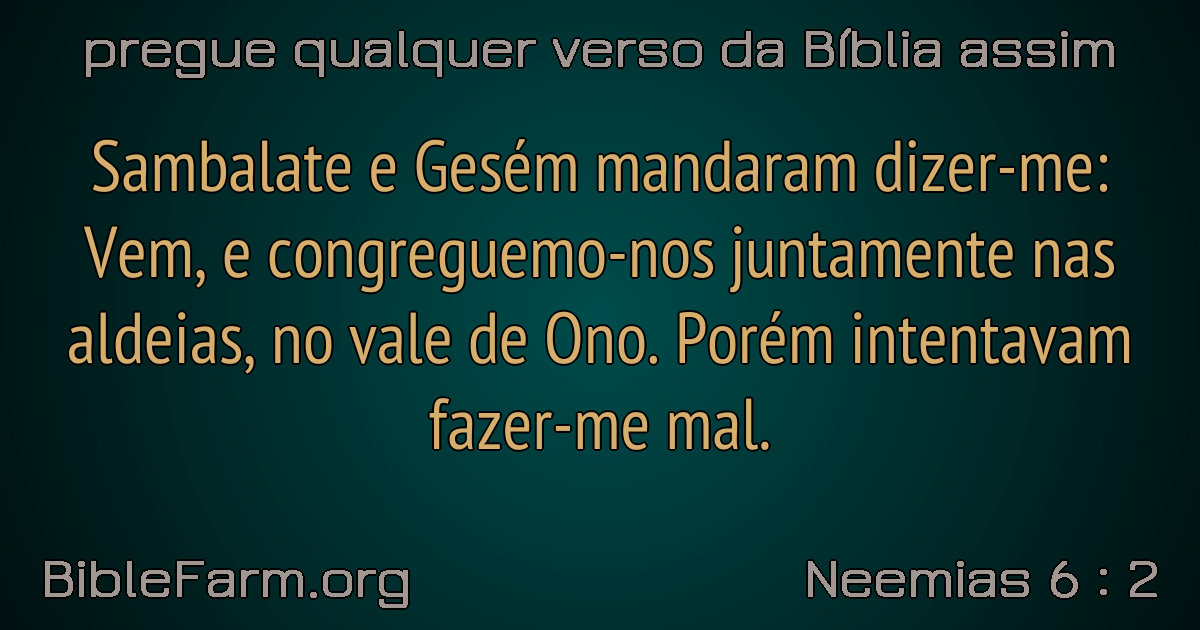 pregue qualquer verso da Bíblia assim
Sambalate e Gesém mandaram dizer-me:
Vem, e congreguemo-nos juntamente nas
aldeias, no vale de Ono. Porém intentavam
fazer-me mal.
BibleFarm.org
Neemias 6 : 2